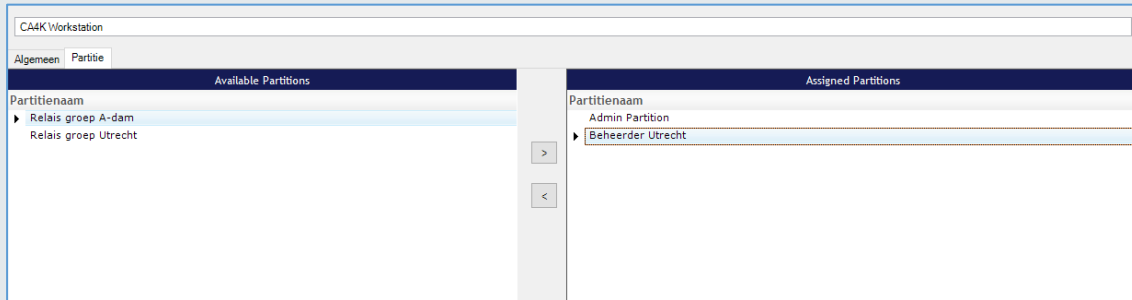 CA4K Workstation
Algemeen Partitie
Available Partitions
Partitienaam
Relais groep A-dam
Relais groep Utrecht
>
<
Assigned Partitions
Partitienaam
Admin Partition
Beheerder Utrecht